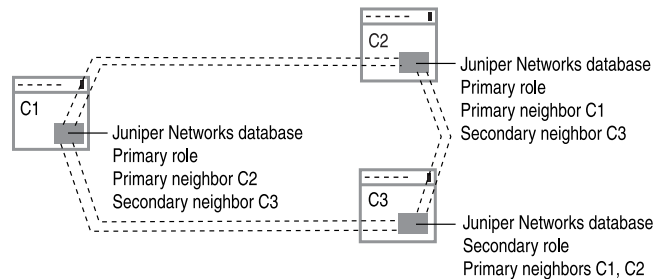 C1
Juniper Networks database
Primary role
Primary neighbor C2
Secondary neighbor C3
C2
Juniper Networks database
Primary role
Primary neighbor C1
Secondary neighbor C3
C3
Juniper Networks database
Secondary role
Primary neighbors C1, C2